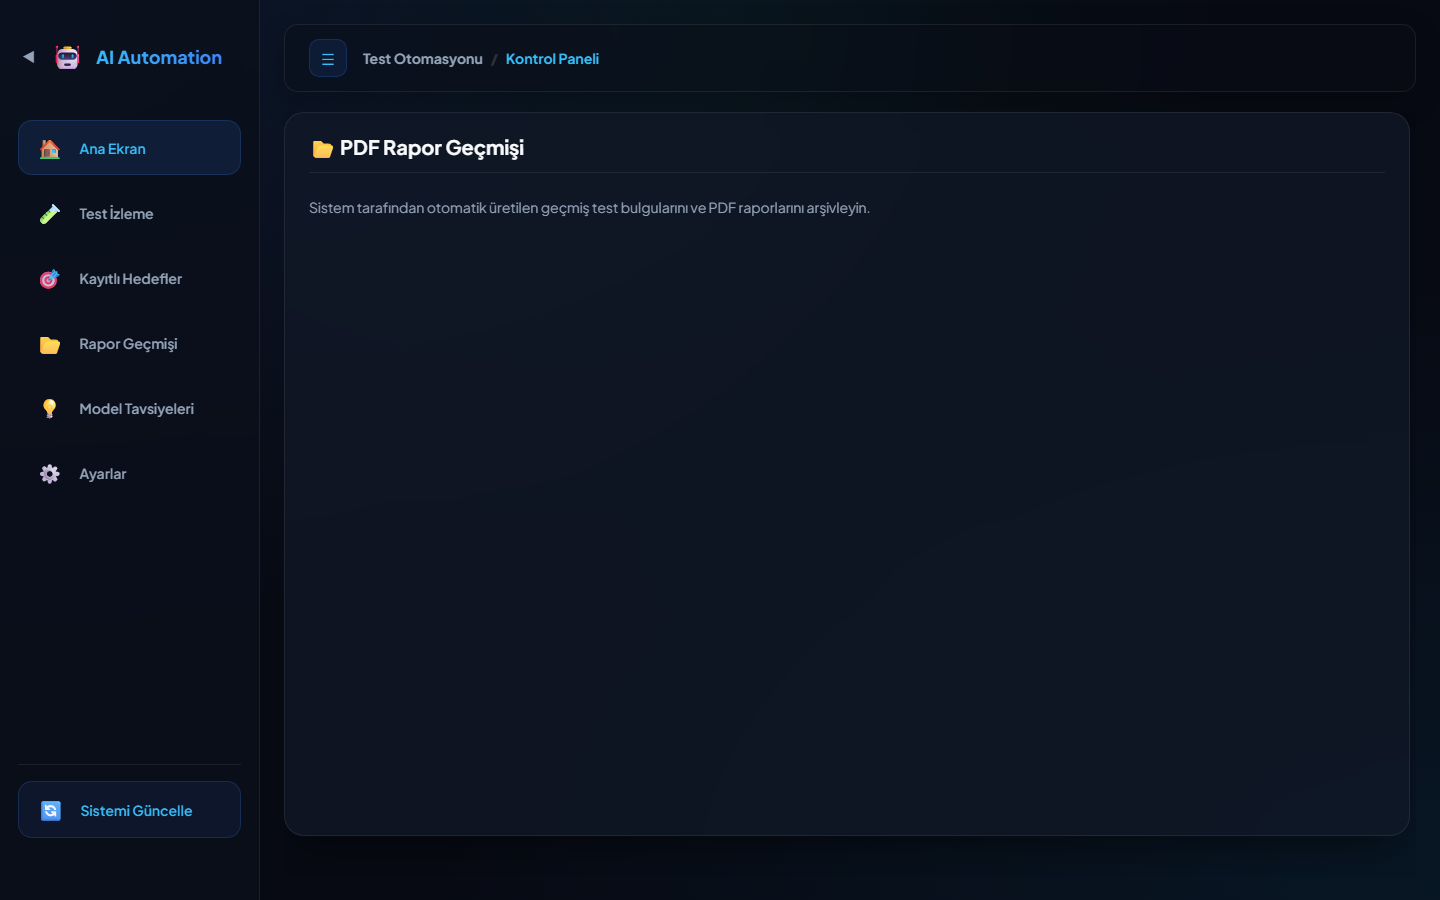 AI Automation
Ana Ekran
Test İzleme
Kayıtlı Hedefler
Rapor Geçmişi
Model Tavsiyeleri
Ayarlar
Sistemi Güncelle
Test Otomasyonu / Kontrol Paneli
PDF Rapor Geçmişi
Sistem tarafından otomatik üretilen geçmiş test bulgularını ve PDF raporlarını arşivleyin.